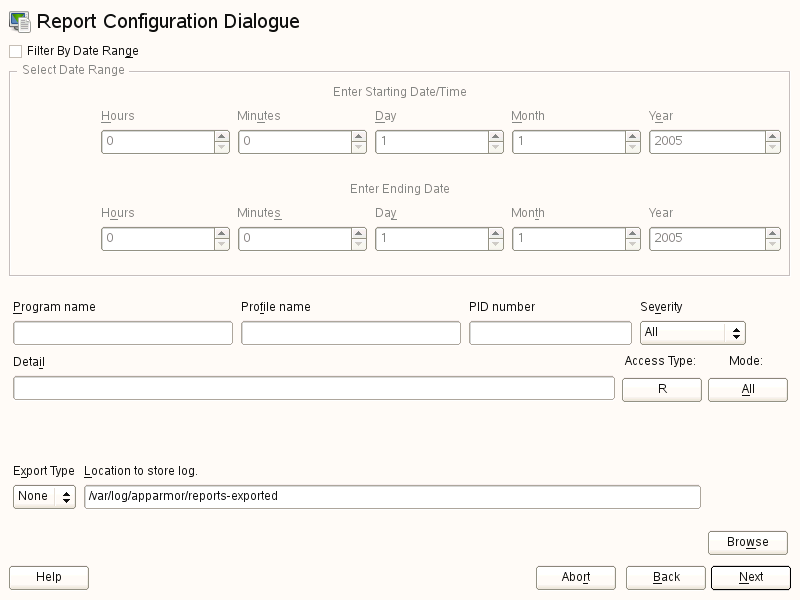 Report Configuration Dialogue
Filter By Date Range
Select Date Range
Enter Starting Date/Time
Hours Minutes Day Month Year
0 0 1 1 2005
Enter Ending Date
Hours Minutes Day Month Year
0 0 1 1 2005
Program name Profile name PID number Severity
All
Detail Access Type: Mode:
R All
Export Type Location to store log.
None /var/log/apparmor/reports-exported
Browse
Help Abort Back Next